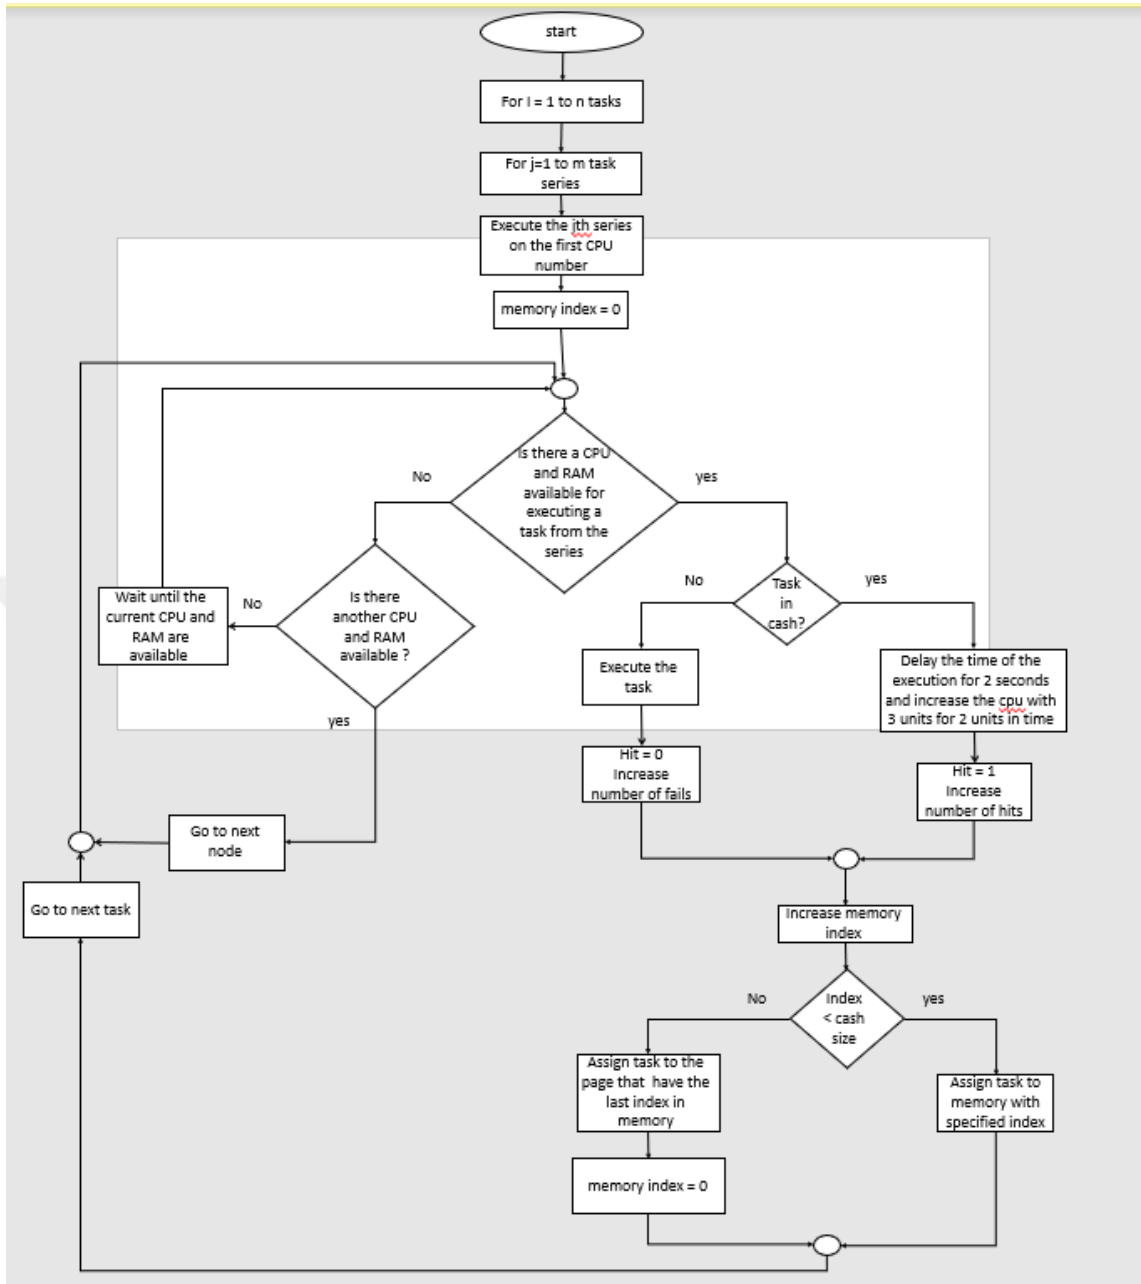 start
For I = 1 to n tasks
For j=1 to m task
series
Execute the jth series
on the first CPU
number
memory index = 0
Is there a CPU
and RAM
available for
executing a
task from the
series
No
yes
Is there
another CPU
and RAM
available ?
No
yes
Wait until the
current CPU and
RAM are
available
Task
in
cash?
No
yes
Execute the
task
Delay the time of the
execution for 2 seconds
and increase the cpu with
3 units for 2 units in time
Hit = 0
Increase
number of fails
Hit = 1
Increase
number of hits
Go to next
node
Go to next task
Increase memory
index
Index
< cash
size
No
yes
Assign task to the
page that have the
last index in
memory
Assign task to
memory with
specified index
memory index = 0